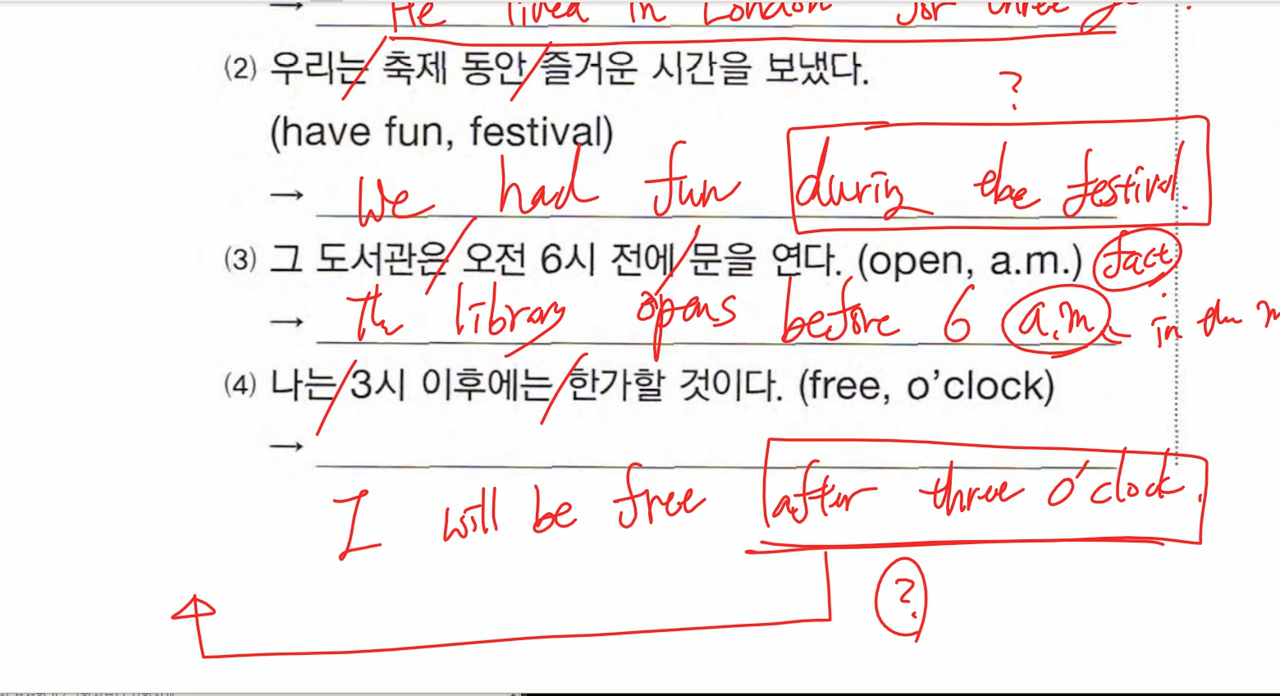 → He lived in London for three
(2) 우리는 축제 동안 즐거운 시간을 보냈다.
?
(have fun, festival)
→ We had fun during the festival.
(3) 그 도서관은 오전 6시 전에 문을 연다. (open, a.m.) fact
→ the library opens before 6 a.m. in the m
(4) 나는 3시 이후에는 한가할 것이다. (free, o'clock)
→
I will be free after three o'clock.
?